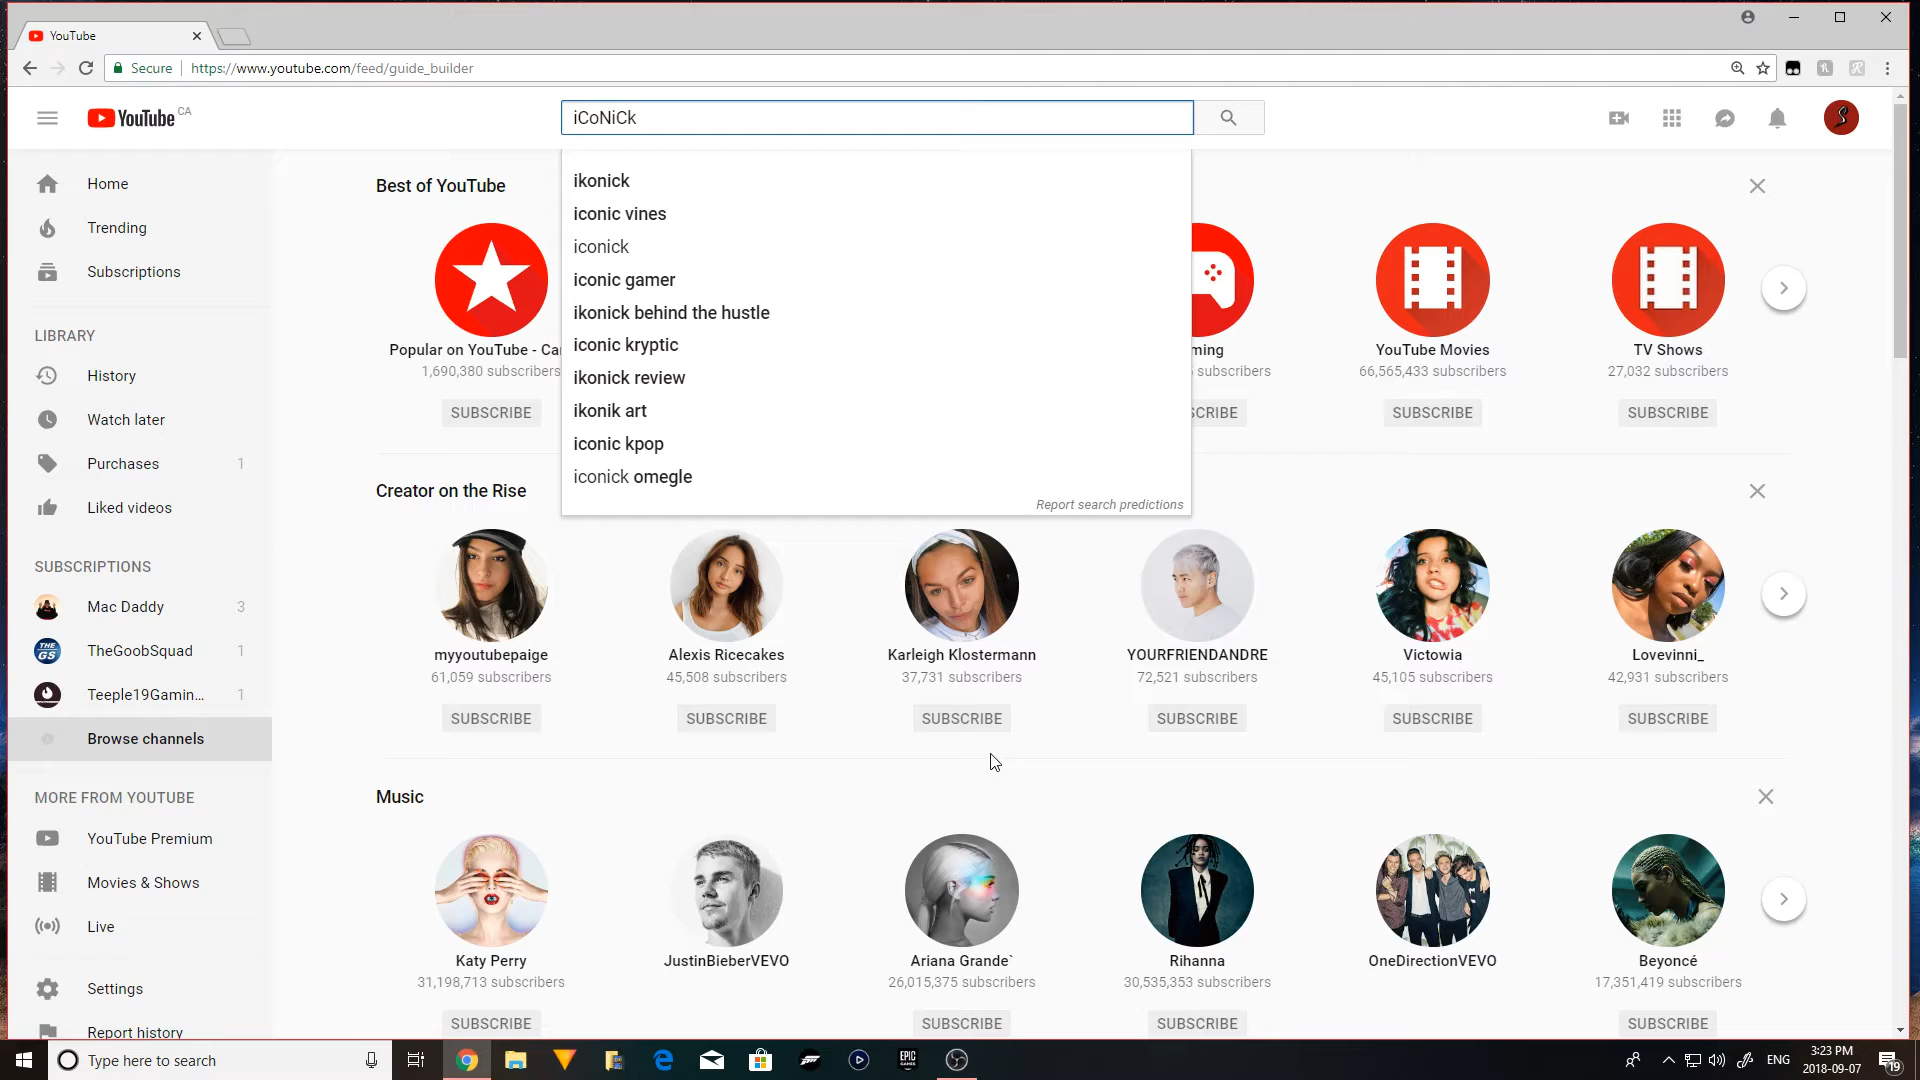 YouTube
Secure https://www.youtube.com/feed/guide_builder
YouTube CA
iCoNiCk
ikonick
iconic vines
iconick
iconic gamer
ikonick behind the hustle
iconic kryptic
ikonick review
ikonik art
iconic kpop
iconick omegle
Report search predictions
Home
Trending
Subscriptions
LIBRARY
History
Watch later
Purchases 1
Liked videos
SUBSCRIPTIONS
Mac Daddy 3
THE GS
TheGoobSquad 1
Teeple19Gamin... 1
Browse channels
MORE FROM YOUTUBE
YouTube Premium
Movies & Shows
Live
Settings
Report history
Best of YouTube
Popular on YouTube - Ca
ming
YouTube Movies
TV Shows
1,690,380 subscribers
subscribers
66,565,433 subscribers
27,032 subscribers
SUBSCRIBE
SCRIBE
SUBSCRIBE
SUBSCRIBE
Creator on the Rise
myyoutubepaige
Alexis Ricecakes
Karleigh Klostermann
YOURFRIENDANDRE
Victowia
Lovevinni_
61,059 subscribers
45,508 subscribers
37,731 subscribers
72,521 subscribers
45,105 subscribers
42,931 subscribers
SUBSCRIBE
SUBSCRIBE
SUBSCRIBE
SUBSCRIBE
SUBSCRIBE
SUBSCRIBE
Music
Katy Perry
JustinBieberVEVO
Ariana Grande`
Rihanna
OneDirectionVEVO
Beyoncé
31,198,713 subscribers
26,015,375 subscribers
30,535,353 subscribers
17,351,419 subscribers
SUBSCRIBE
SUBSCRIBE
SUBSCRIBE
SUBSCRIBE
Type here to search
EPIC GAMES
ENG
3:23 PM
2018-09-07
19